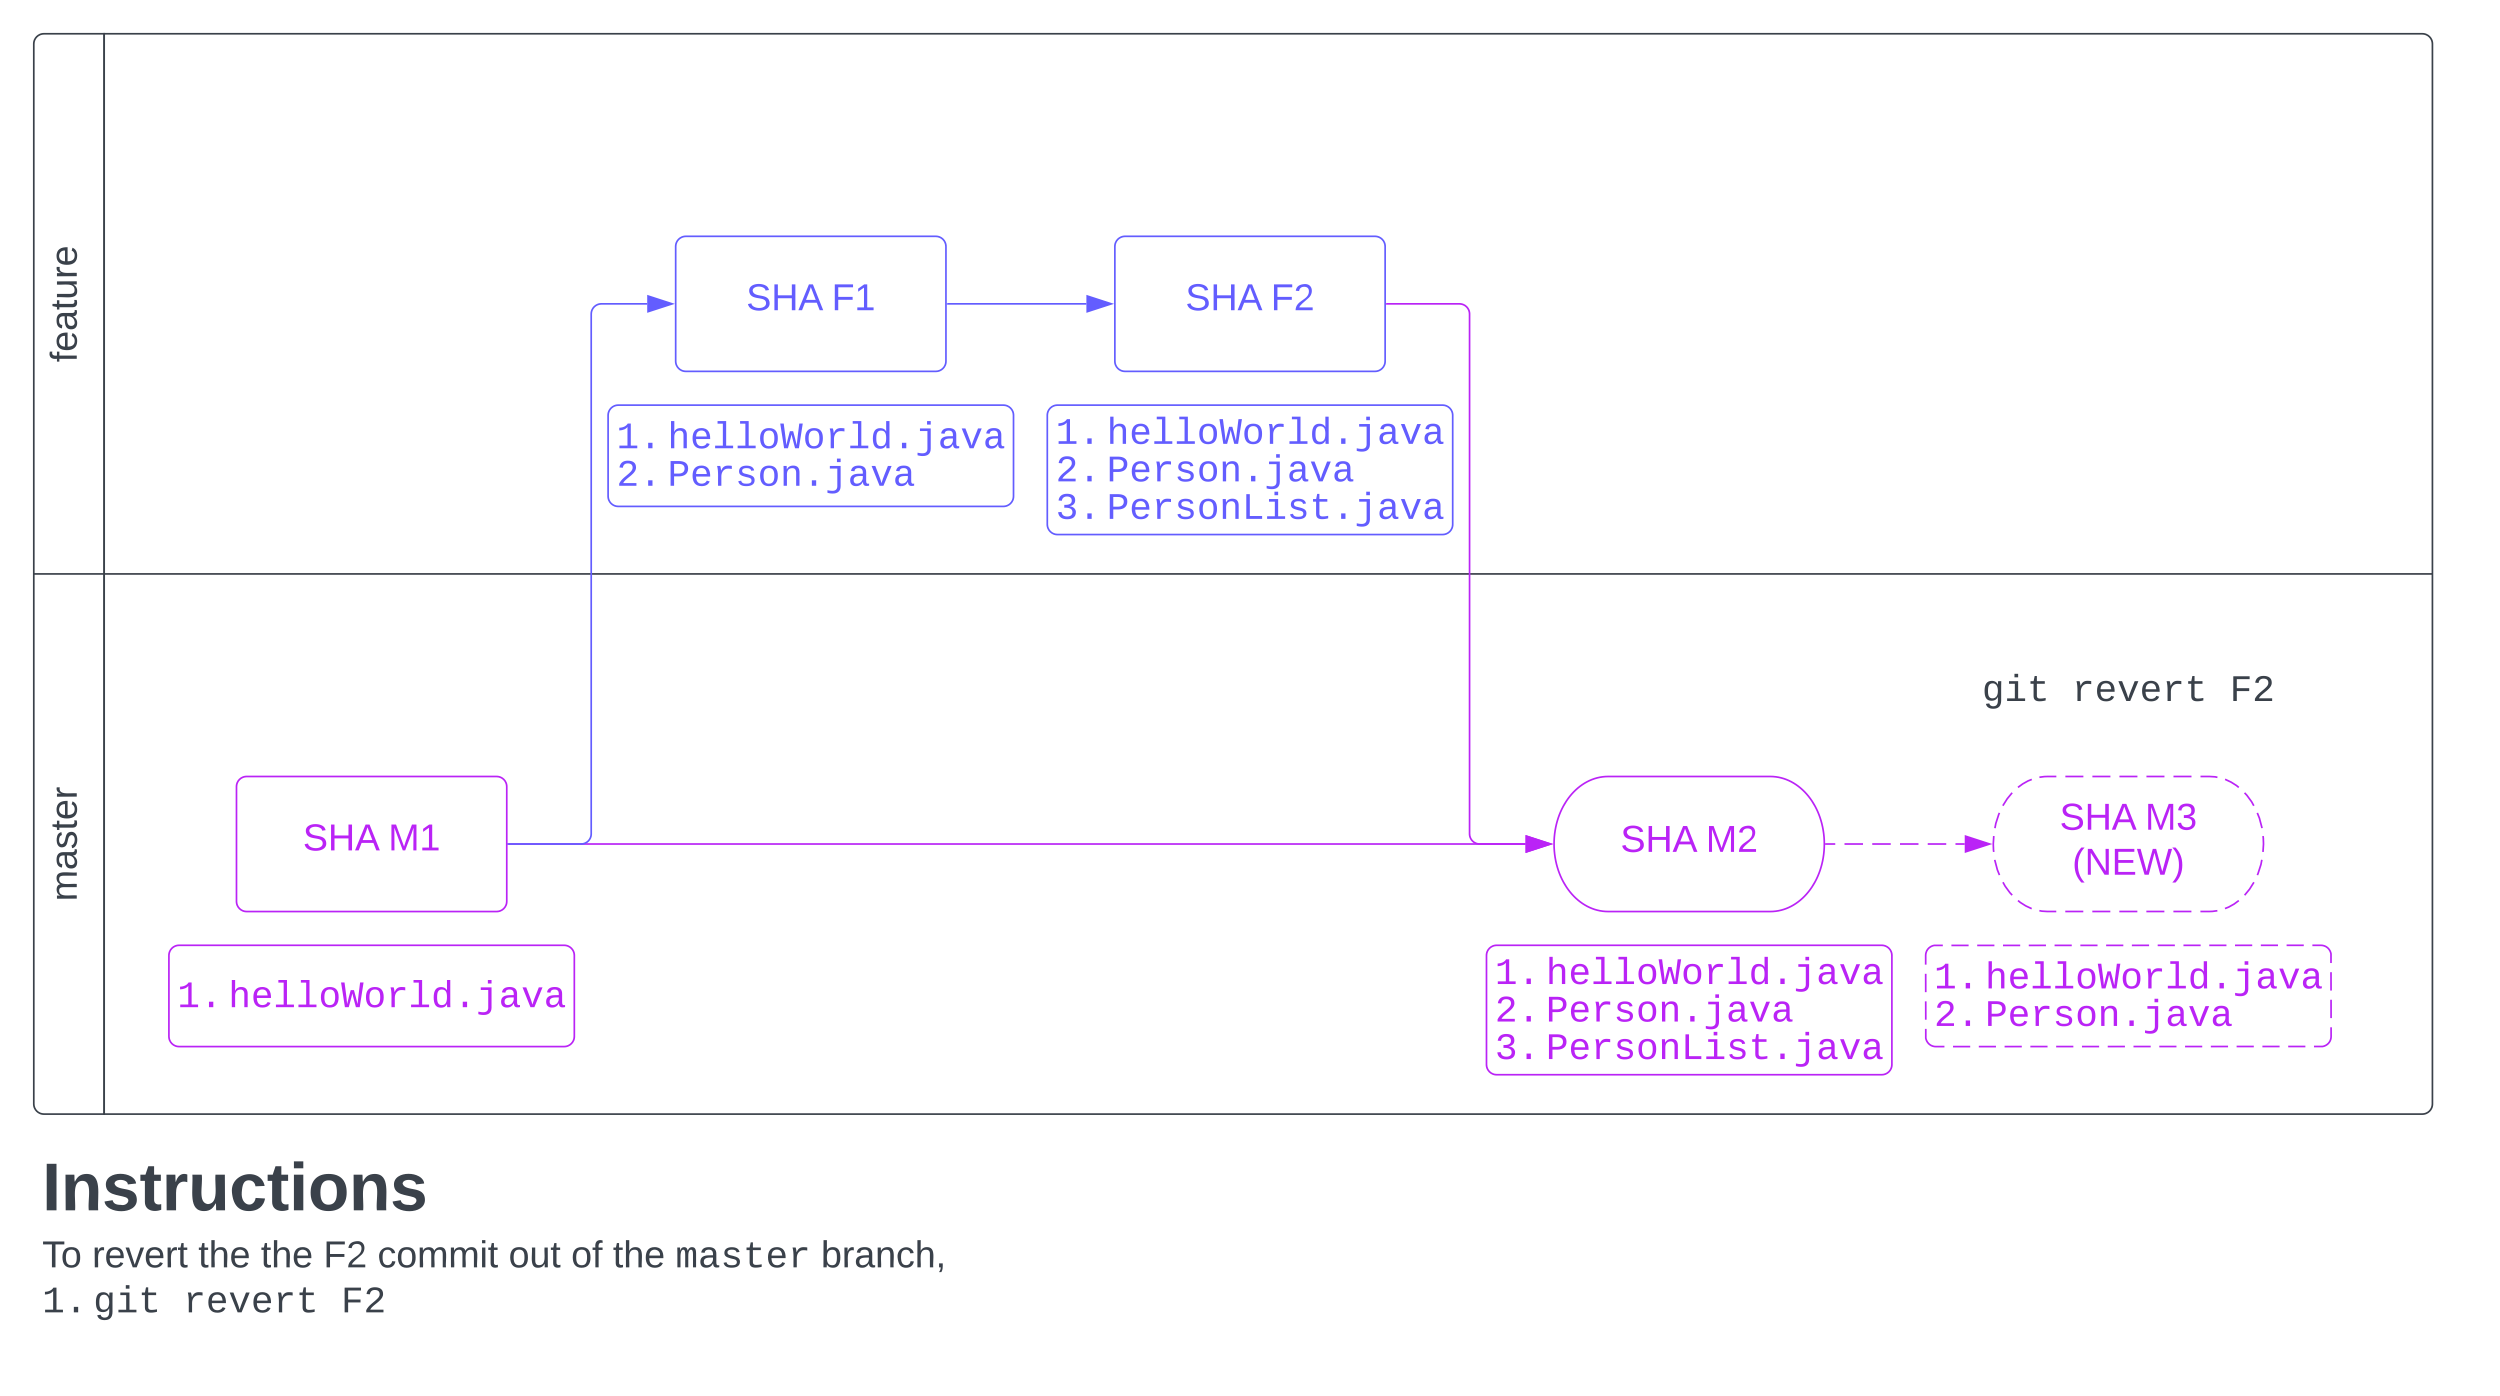 feature
SHA F1
SHA F2
1. helloworld.java
2. Person.java
1. helloworld.java
2. Person.java
3. PersonList.java
master
git revert F2
SHA M1
SHA M2
SHA M3
(NEW)
1. helloworld.java
1. helloworld.java
2. Person.java
3. PersonList.java
1. helloworld.java
2. Person.java
Instructions
To revert the the F2 commit out of the master branch,
1. git revert F2